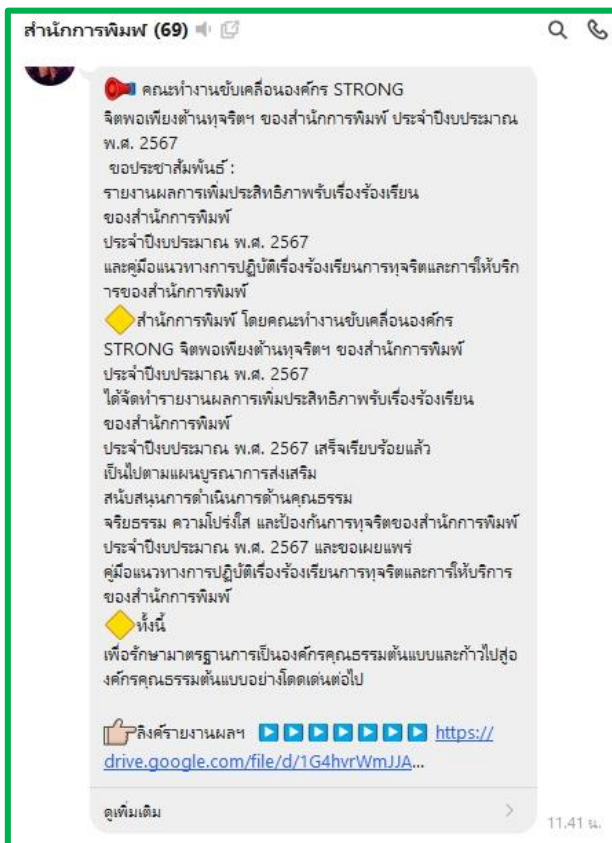 สำนักการพิมพ์ (69)
คณะทำงานขับเคลื่อนองค์กร STRONG
จิตพอเพียงต้านทุจริตฯ ของสำนักการพิมพ์ ประจำปีงบประมาณ
พ.ศ. 2567
ขอประชาสัมพันธ์ :
รายงานผลการเพิ่มประสิทธิภาพรับเรื่องร้องเรียน
ของสำนักการพิมพ์
ประจำปีงบประมาณ พ.ศ. 2567
และคู่มือแนวทางการปฏิบัติเรื่องร้องเรียนการทุจริตและการให้บริก
ารของสำนักการพิมพ์
สำนักการพิมพ์ โดยคณะทำงานขับเคลื่อนองค์กร
STRONG จิตพอเพียงต้านทุจริตฯ ของสำนักการพิมพ์
ประจำปีงบประมาณ พ.ศ. 2567
ได้จัดทำรายงานผลการเพิ่มประสิทธิภาพรับเรื่องร้องเรียน
ของสำนักการพิมพ์
ประจำปีงบประมาณ พ.ศ. 2567 เสร็จเรียบร้อยแล้ว
เป็นไปตามแผนบูรณาการส่งเสริม
สนับสนุนการดำเนินการด้านคุณธรรม
จริยธรรม ความโปร่งใส และป้องกันการทุจริตของสำนักการพิมพ์
ประจำปีงบประมาณ พ.ศ. 2567 และขอเผยแพร่
คู่มือแนวทางการปฏิบัติเรื่องร้องเรียนการทุจริตและการให้บริการ
ของสำนักการพิมพ์
ทั้งนี้
เพื่อรักษามาตรฐานการเป็นองค์กรคุณธรรมต้นแบบและก้าวไปสู่อ
งค์กรคุณธรรมต้นแบบอย่างโดดเด่นต่อไป
ลิงค์รายงานผลฯ https://
drive.google.com/file/d/1G4hvrWmJJA...
ดูเพิ่มเติม
11.41 น.